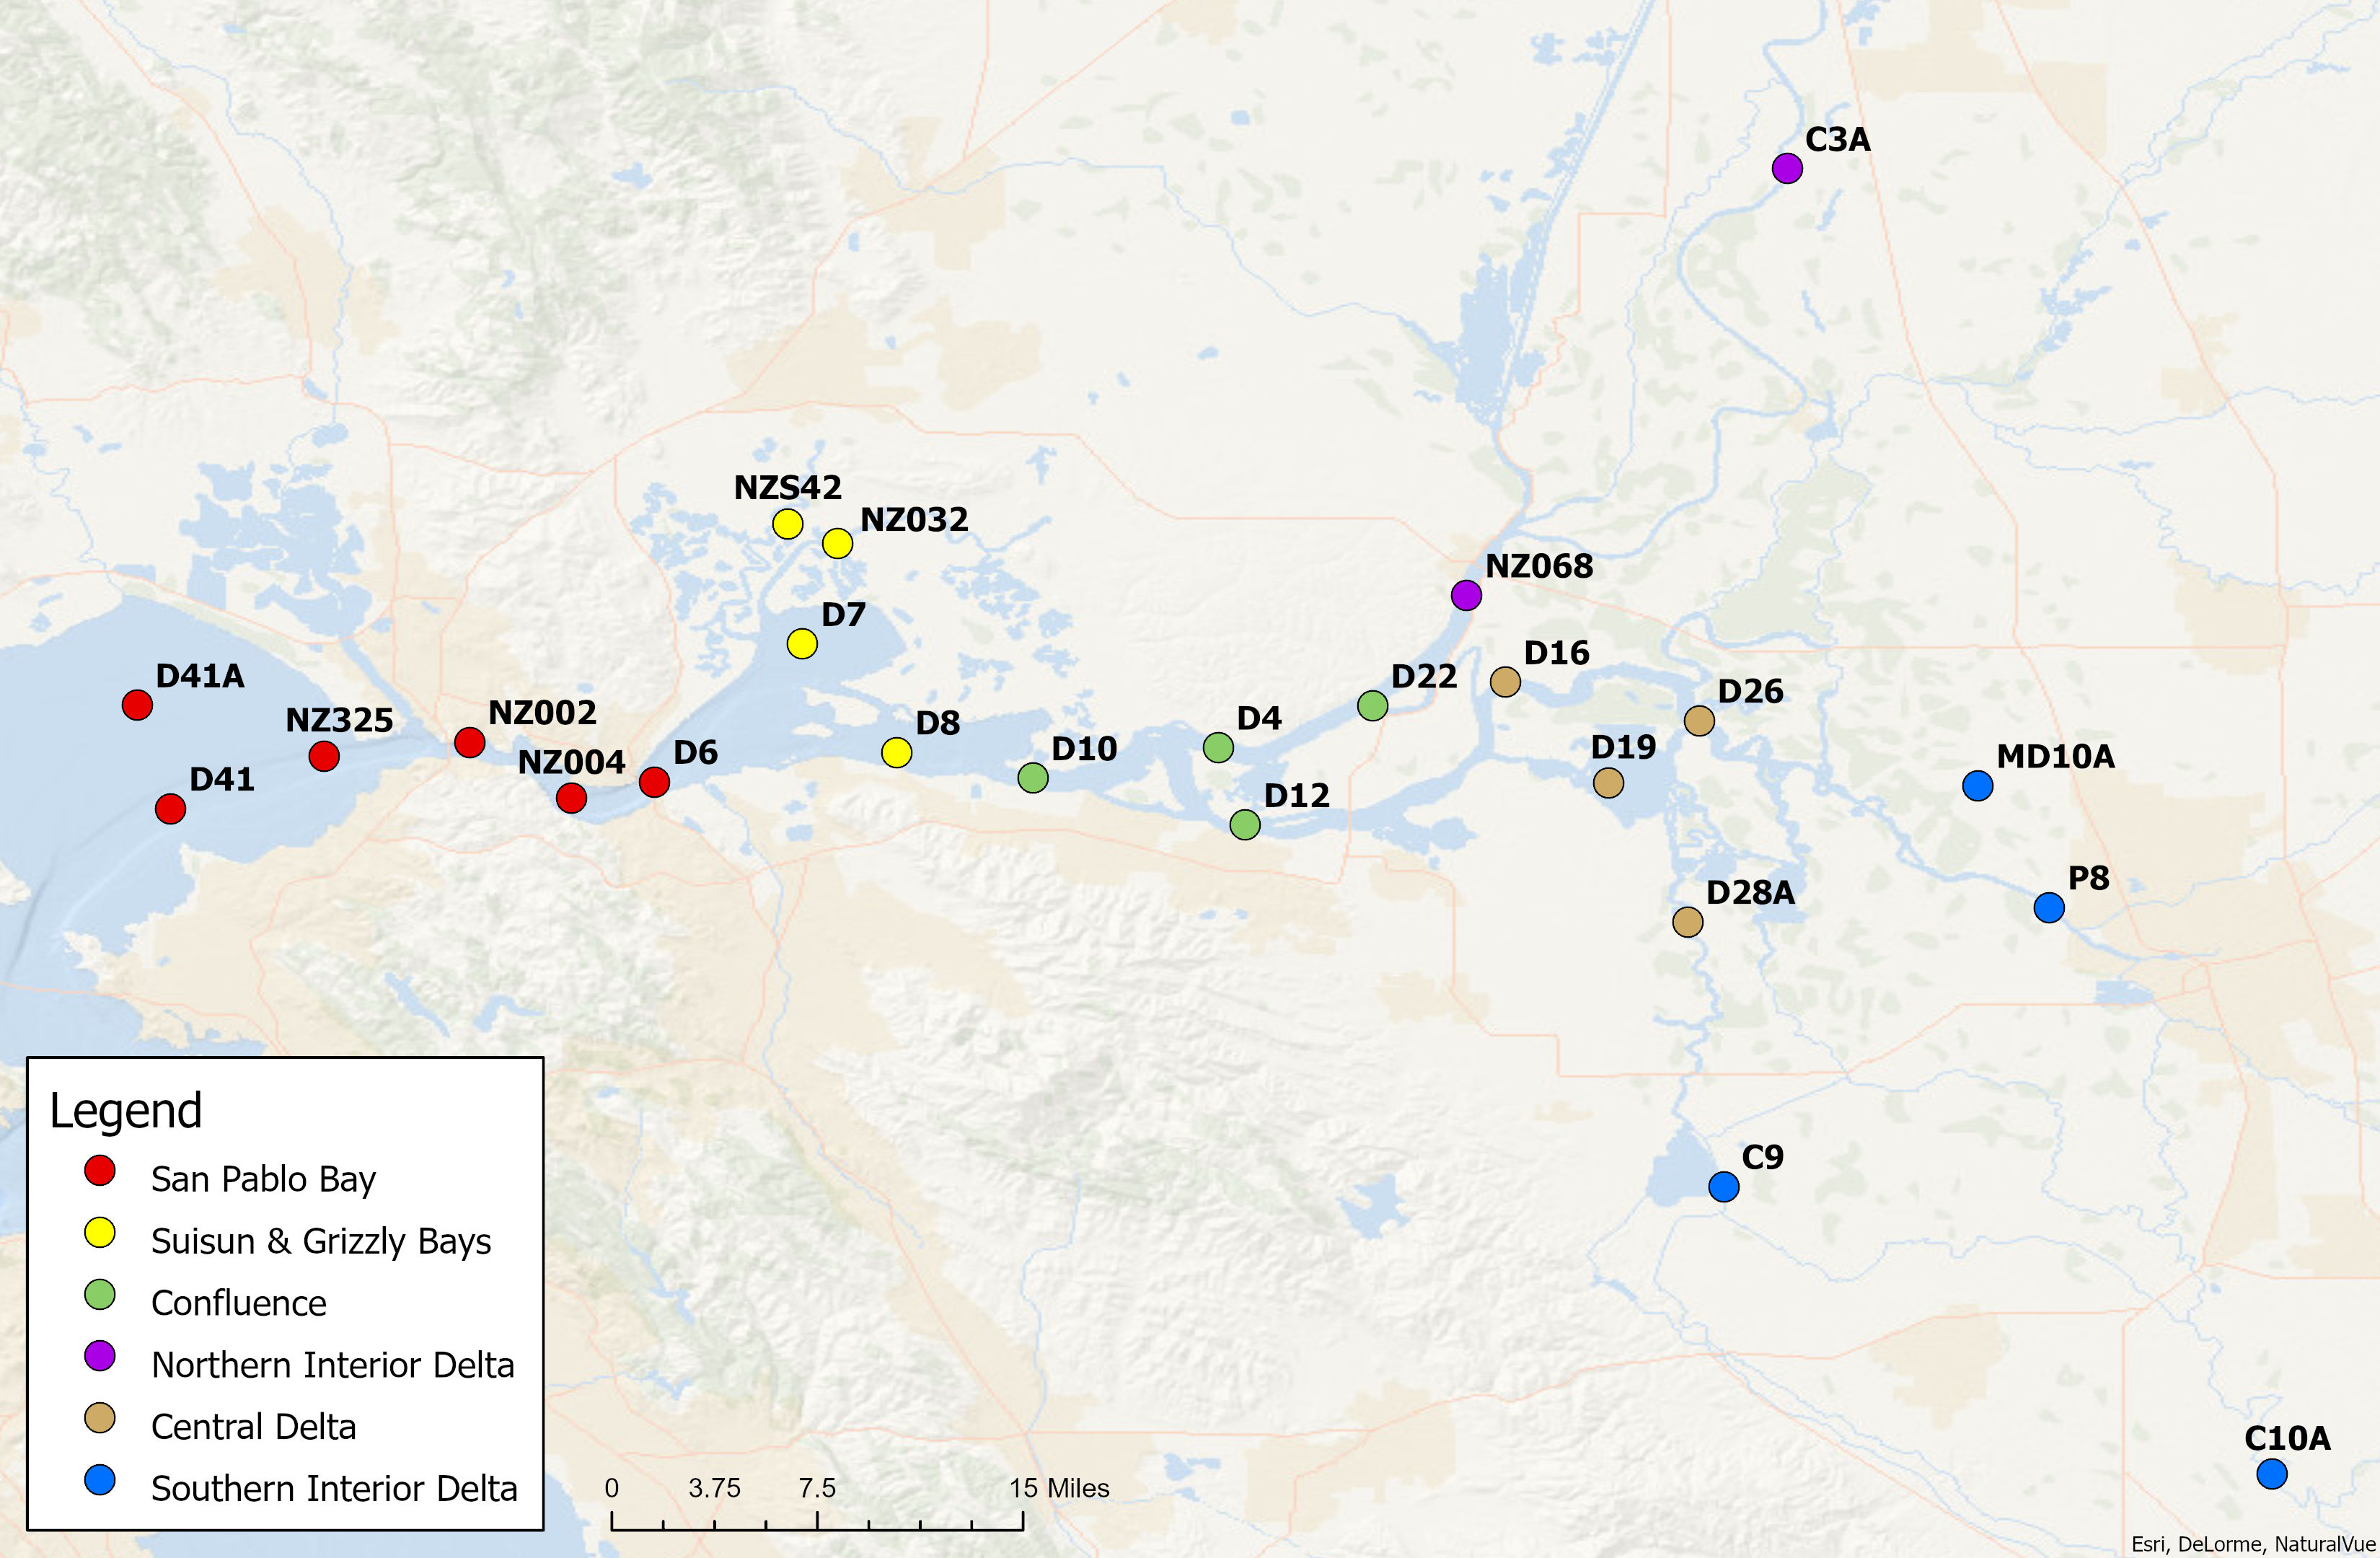 C3A
NZS42
NZ032
NZ068
D7
D16
D41A
D22
D26
NZ325
NZ002
D8
D4
D10
D19
NZ004
D6
MD10A
D41
D12
P8
D28A
C9
Legend
San Pablo Bay
Suisun & Grizzly Bays
Confluence
Northern Interior Delta
Central Delta
Southern Interior Delta
C10A
0 3.75 7.5 15 Miles
Esri, DeLorme, NaturalVue